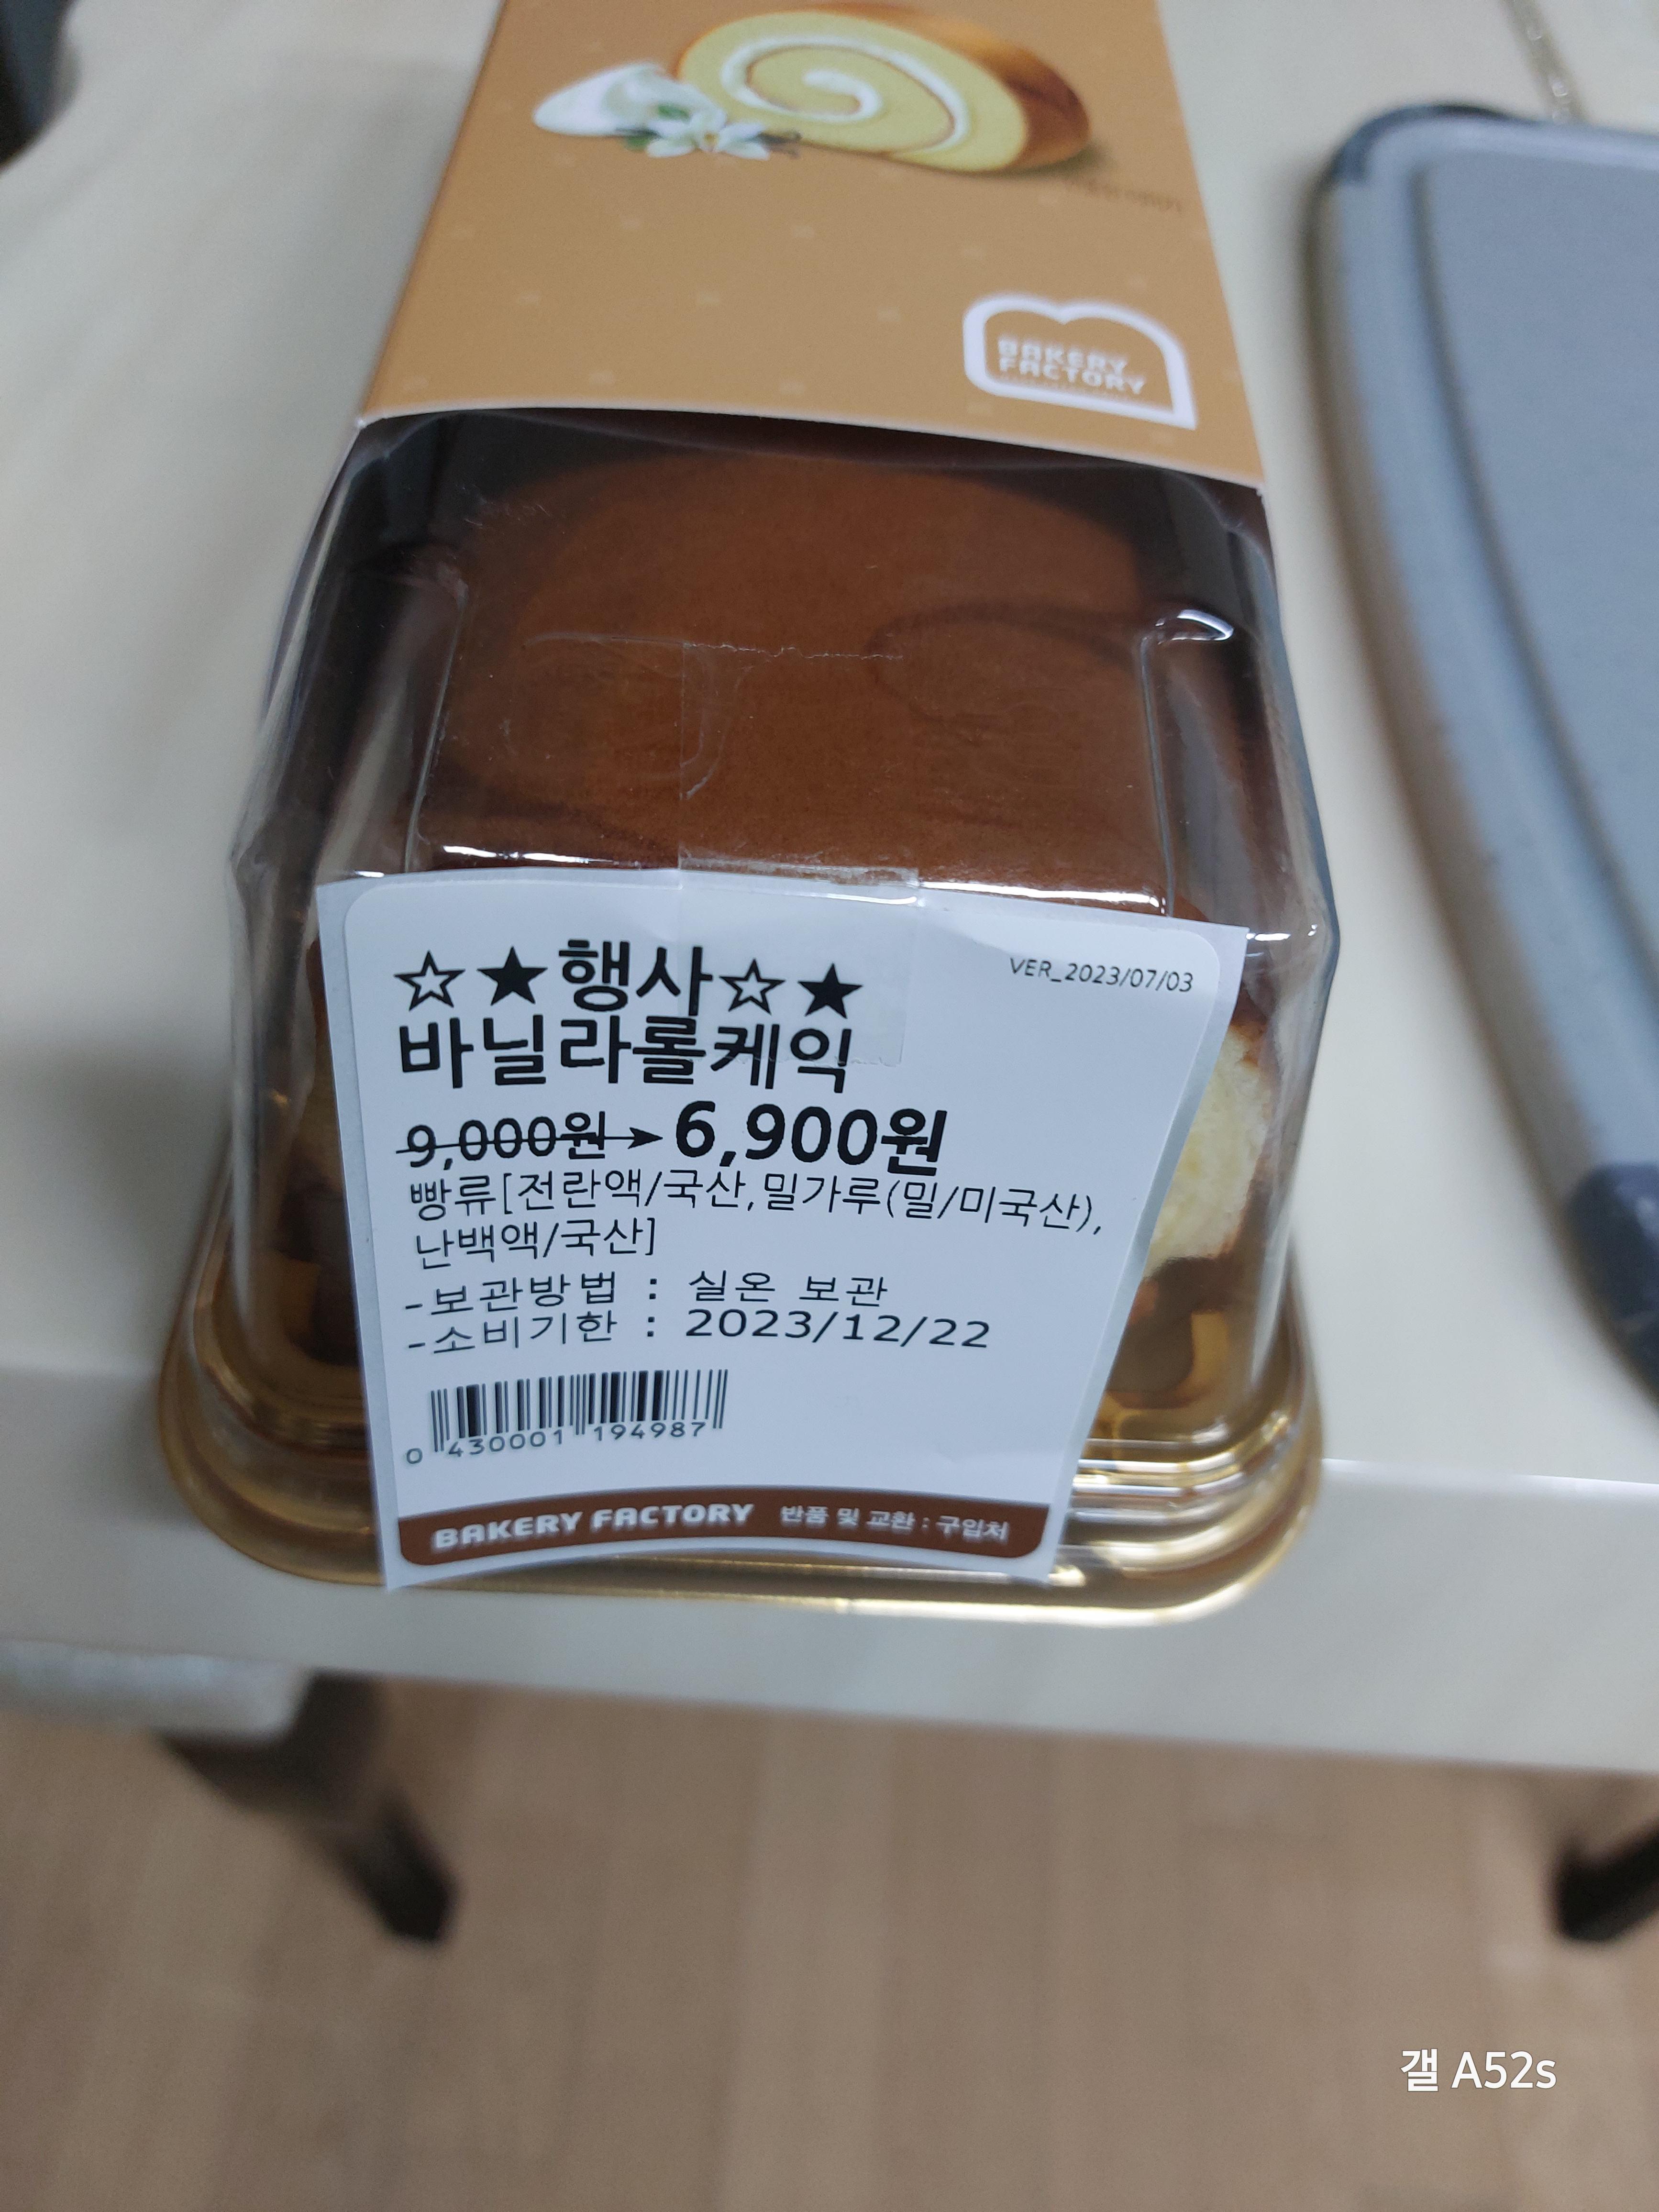 BAKERY
FACTORY
☆★행사☆★
VER_2023/07/03
바닐라롤케익
9,000원→6,900원
빵류[전란액/국산,밀가루(밀/미국산),
난백액/국산]
-보관방법 : 실온 보관
-소비기한 : 2023/12/22
0 430001 194987
BAKERY FACTORY 반품 및 교환 : 구입처
갤 A52s